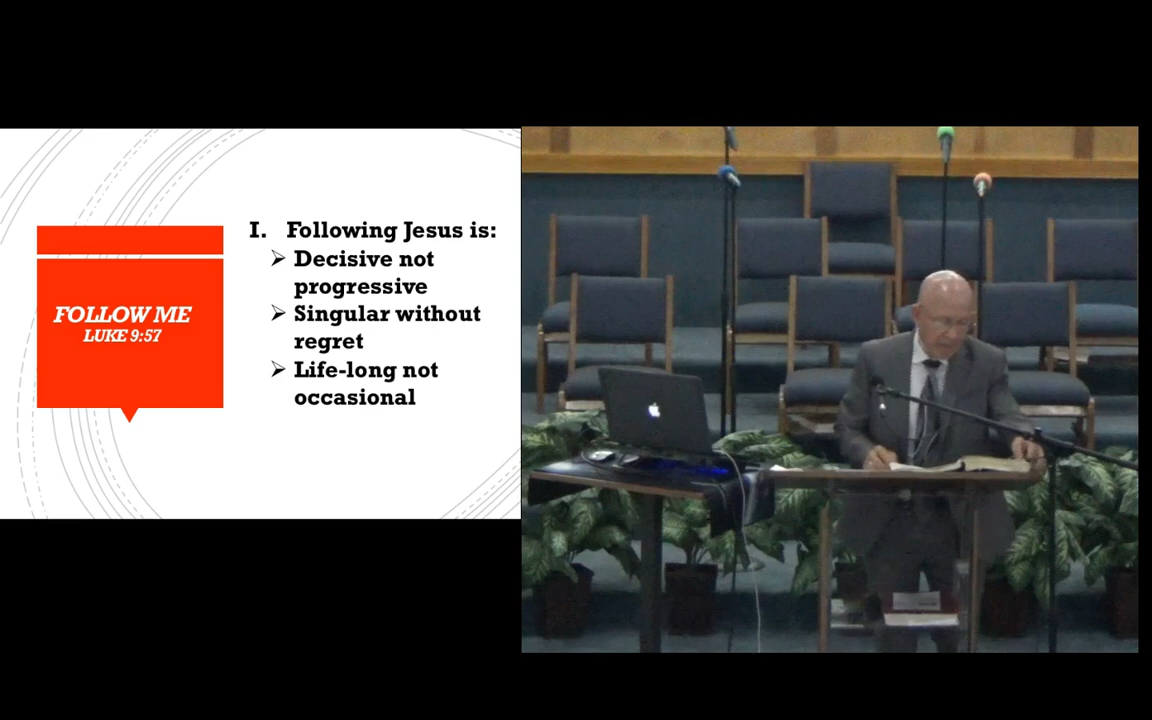 FOLLOW ME
LUKE 9:57
I. Following Jesus is:
➢ Decisive not
progressive
➢ Singular without
regret
➢ Life-long not
occasional